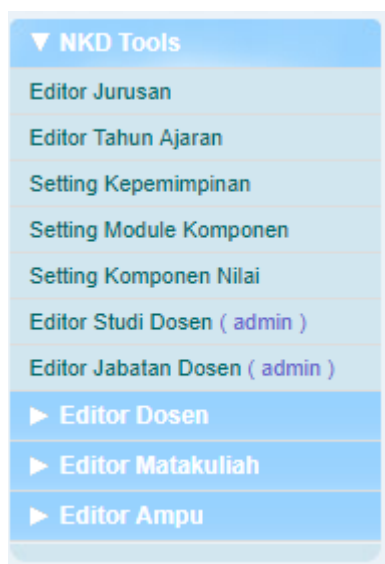 ▼ NKD Tools
Editor Jurusan
Editor Tahun Ajaran
Setting Kepemimpinan
Setting Module Komponen
Setting Komponen Nilai
Editor Studi Dosen ( admin )
Editor Jabatan Dosen ( admin )
► Editor Dosen
► Editor Matakuliah
► Editor Ampu